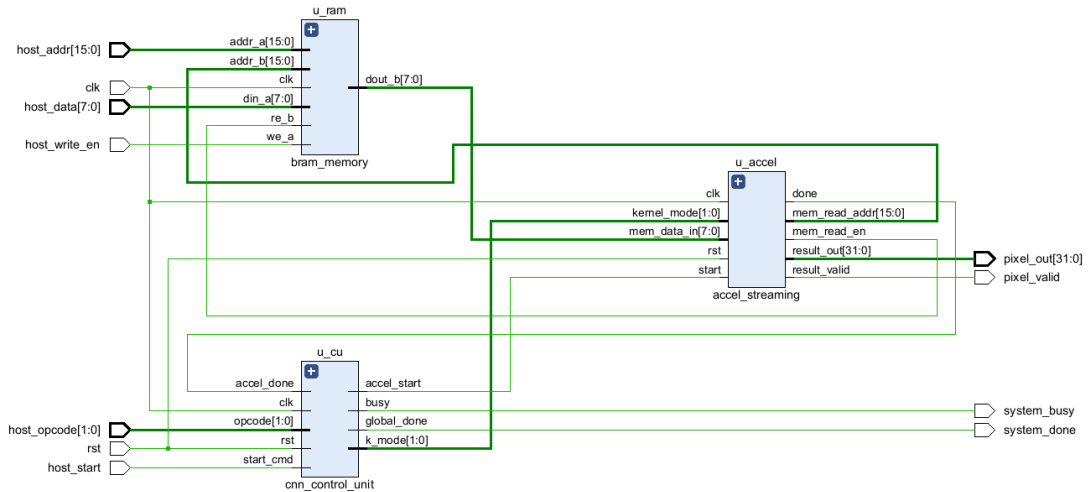 u_ram
host_addr[15:0]
clk
host_data[7:0]
host_write_en
addr_a[15:0]
addr_b[15:0]
clk
din_a[7:0]
re_b
we_a
dout_b[7:0]
bram_memory
u_accel
clk
kernel_mode[1:0]
mem_data_in[7:0]
rst
start
done
mem_read_addr[15:0]
mem_read_en
result_out[31:0]
result_valid
accel_streaming
pixel_out[31:0]
pixel_valid
u_cu
host_opcode[1:0]
rst
host_start
accel_done
clk
opcode[1:0]
rst
start_cmd
accel_start
busy
global_done
k_mode[1:0]
cnn_control_unit
system_busy
system_done